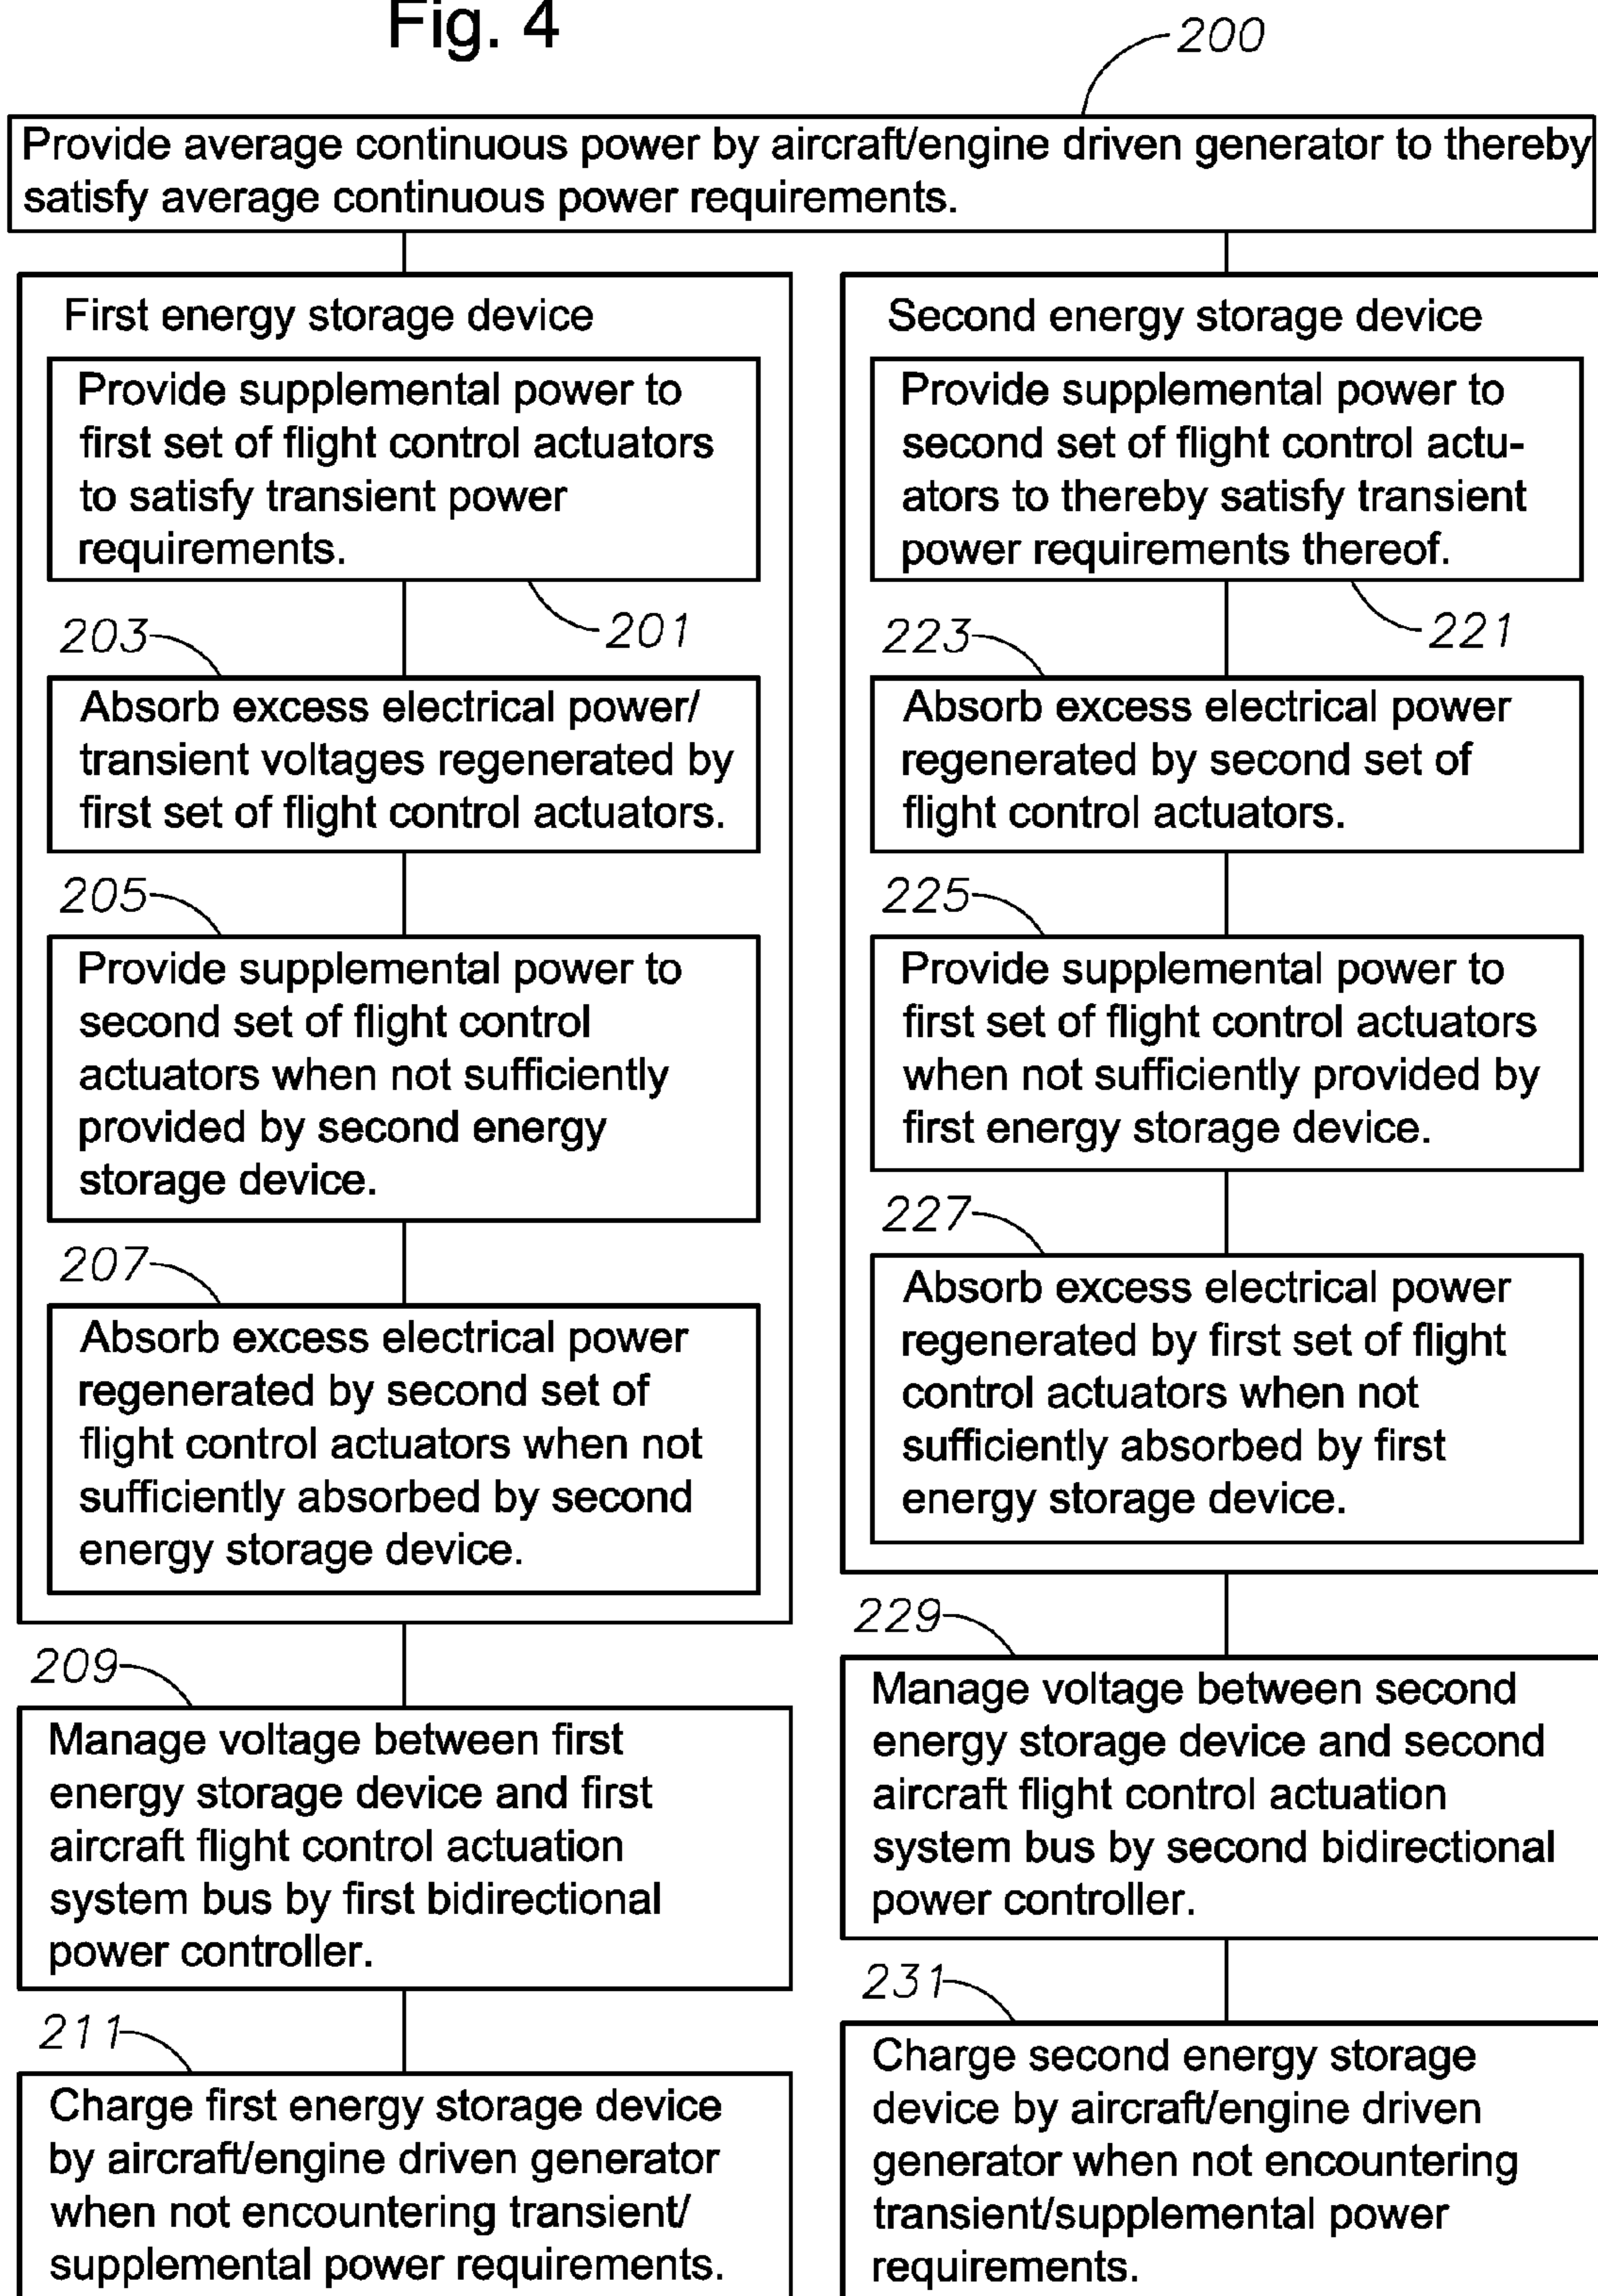 Fig. 4
200
Provide average continuous power by aircraft/engine driven generator to thereby
satisfy average continuous power requirements.
First energy storage device
Provide supplemental power to
first set of flight control actuators
to satisfy transient power
requirements.
201
203
Absorb excess electrical power/
transient voltages regenerated by
first set of flight control actuators.
205
Provide supplemental power to
second set of flight control
actuators when not sufficiently
provided by second energy
storage device.
207
Absorb excess electrical power
regenerated by second set of
flight control actuators when not
sufficiently absorbed by second
energy storage device.
209
Manage voltage between first
energy storage device and first
aircraft flight control actuation
system bus by first bidirectional
power controller.
211
Charge first energy storage device
by aircraft/engine driven generator
when not encountering transient/
supplemental power requirements.
Second energy storage device
Provide supplemental power to
second set of flight control actu-
ators to thereby satisfy transient
power requirements thereof.
221
223
Absorb excess electrical power
regenerated by second set of
flight control actuators.
225
Provide supplemental power to
first set of flight control actuators
when not sufficiently provided by
first energy storage device.
227
Absorb excess electrical power
regenerated by first set of flight
control actuators when not
sufficiently absorbed by first
energy storage device.
229
Manage voltage between second
energy storage device and second
aircraft flight control actuation
system bus by second bidirectional
power controller.
231
Charge second energy storage
device by aircraft/engine driven
generator when not encountering
transient/supplemental power
requirements.